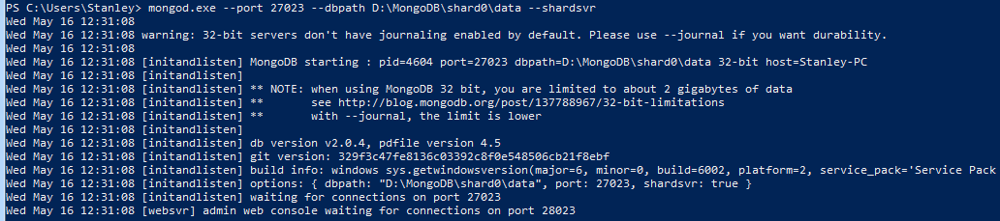 PS C:\Users\Stanley> mongod.exe --port 27023 --dbpath D:\MongoDB\shard0\data --shardsvr
Wed May 16 12:31:08
Wed May 16 12:31:08 warning: 32-bit servers don't have journaling enabled by default. Please use --journal if you want durability.
Wed May 16 12:31:08
Wed May 16 12:31:08 [initandlisten] MongoDB starting : pid=4604 port=27023 dbpath=D:\MongoDB\shard0\data 32-bit host=Stanley-PC
Wed May 16 12:31:08 [initandlisten]
Wed May 16 12:31:08 [initandlisten] ** NOTE: when using MongoDB 32 bit, you are limited to about 2 gigabytes of data
Wed May 16 12:31:08 [initandlisten] **       see http://blog.mongodb.org/post/137788967/32-bit-limitations
Wed May 16 12:31:08 [initandlisten] **       with --journal, the limit is lower
Wed May 16 12:31:08 [initandlisten]
Wed May 16 12:31:08 [initandlisten] db version v2.0.4, pdfile version 4.5
Wed May 16 12:31:08 [initandlisten] git version: 329f3c47fe8136c03392c8f0e548506cb21f8ebf
Wed May 16 12:31:08 [initandlisten] build info: windows sys.getwindowsversion(major=6, minor=0, build=6002, platform=2, service_pack='Service Pack
Wed May 16 12:31:08 [initandlisten] options: { dbpath: "D:\MongoDB\shard0\data", port: 27023, shardsvr: true }
Wed May 16 12:31:08 [initandlisten] waiting for connections on port 27023
Wed May 16 12:31:08 [websvr] admin web console waiting for connections on port 28023